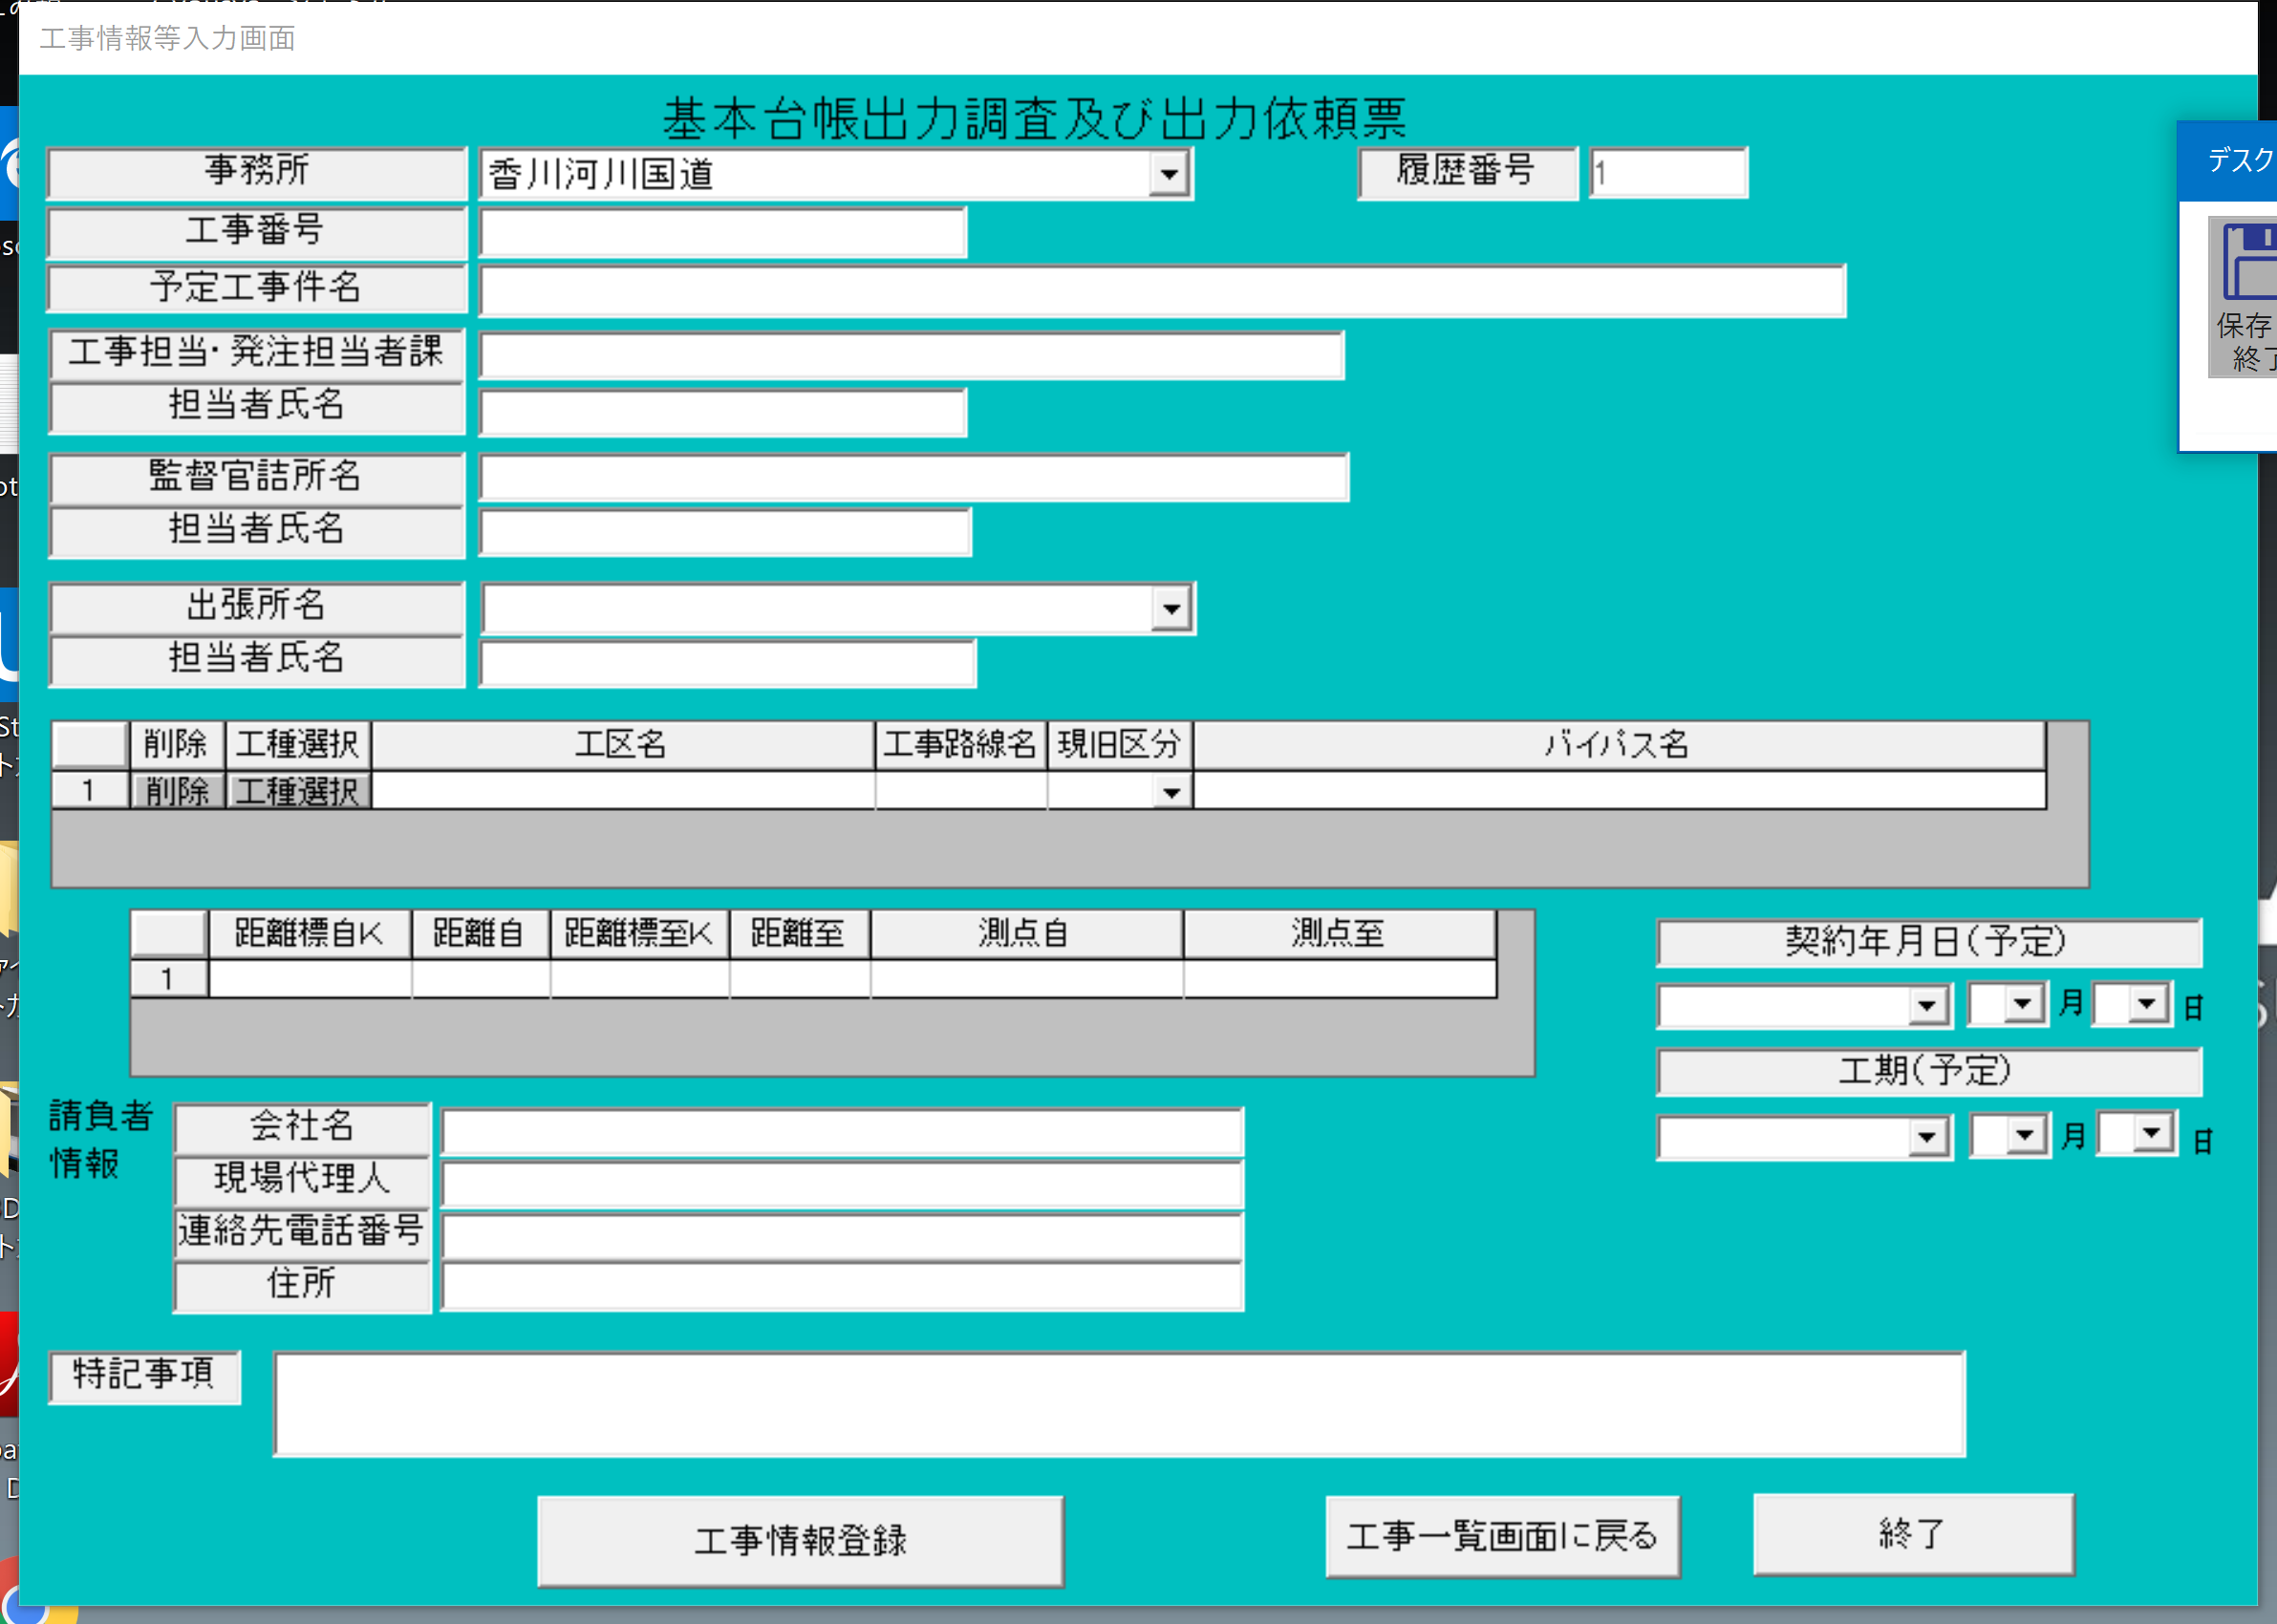 工事情報等入力画面
基本台帳出力調査及び出力依頼票
事務所 香川河川国道 履歴番号 1
工事番号
予定工事件名
工事担当・発注担当者課
担当者氏名
監督官詰所名
担当者氏名
出張所名
担当者氏名
削除 工種選択 工区名 工事路線名 現旧区分 バイパス名
1 削除 工種選択
距離標自K 距離自 距離標至K 距離至 測点自 測点至
1
契約年月日(予定)
月 日
工期(予定)
月 日
請負者
情報
会社名
現場代理人
連絡先電話番号
住所
特記事項
工事情報登録 工事一覧画面に戻る 終了
デスク
保存
終了